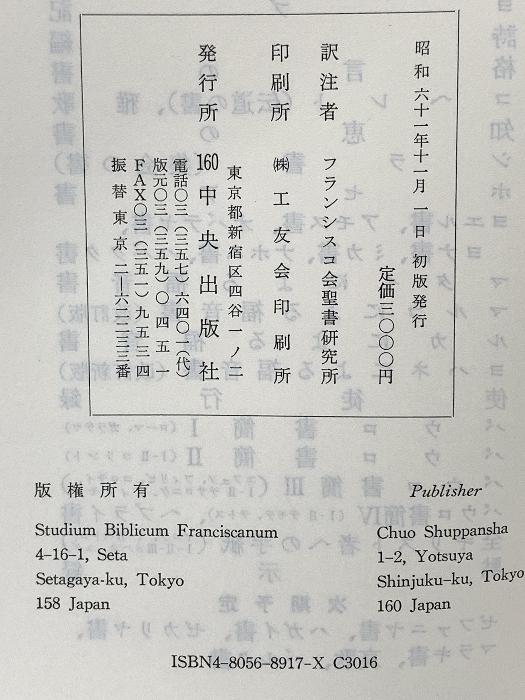 昭和六十一年十一月一日 初版発行
定価三〇〇〇円
訳注者 フランシスコ会聖書研究所
印刷所 ㈱工友会印刷所
東京都新宿区四谷一ノ二
発行所 160 中央出版社
電話〇三(三五七)六四〇一(代)
版元〇三(三五九)〇四五一
FAX〇三(三五一)九五三四
振替東京二―六二二三三番
版権所有
Studium Biblicum Franciscanum
4-16-1, Seta
Setagaya-ku, Tokyo
158 Japan
Publisher
Chuo Shuppansha
1-2, Yotsuya
Shinjuku-ku, Tokyo
160 Japan
ISBN4-8056-8917-X C3016